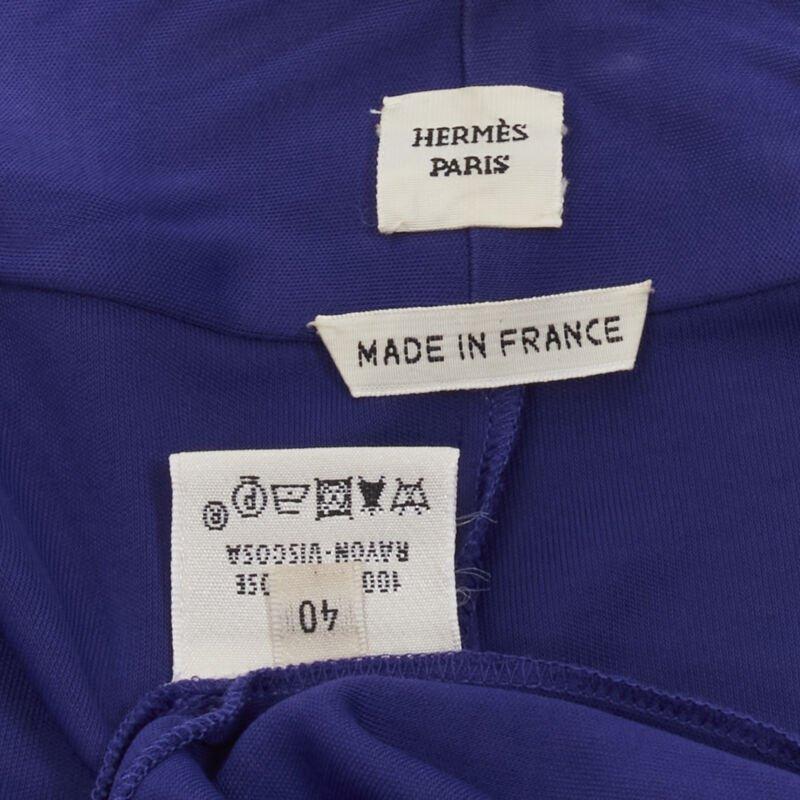 HERMÈS
PARIS
MADE IN FRANCE
40
100
RAYON-VISCOSA